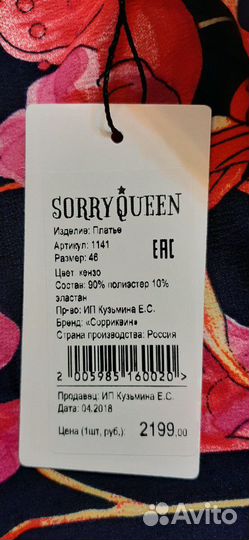 SORRYQUEEN
Изделие: Платье
Артикул: 1141
Размер: 46
EAC
Цвет: кензо
Состав: 90% полиэстер 10%
эластан
Пр-во: ИП Кузьмина Е.С.
Бренд: «Сорриквин»
Страна производства: Россия
2 005985 160020 >
Продавец: ИП Кузьмина Е.С.
Дата: 04.2018
Цена (1шт, руб,): 2199,00
Avito